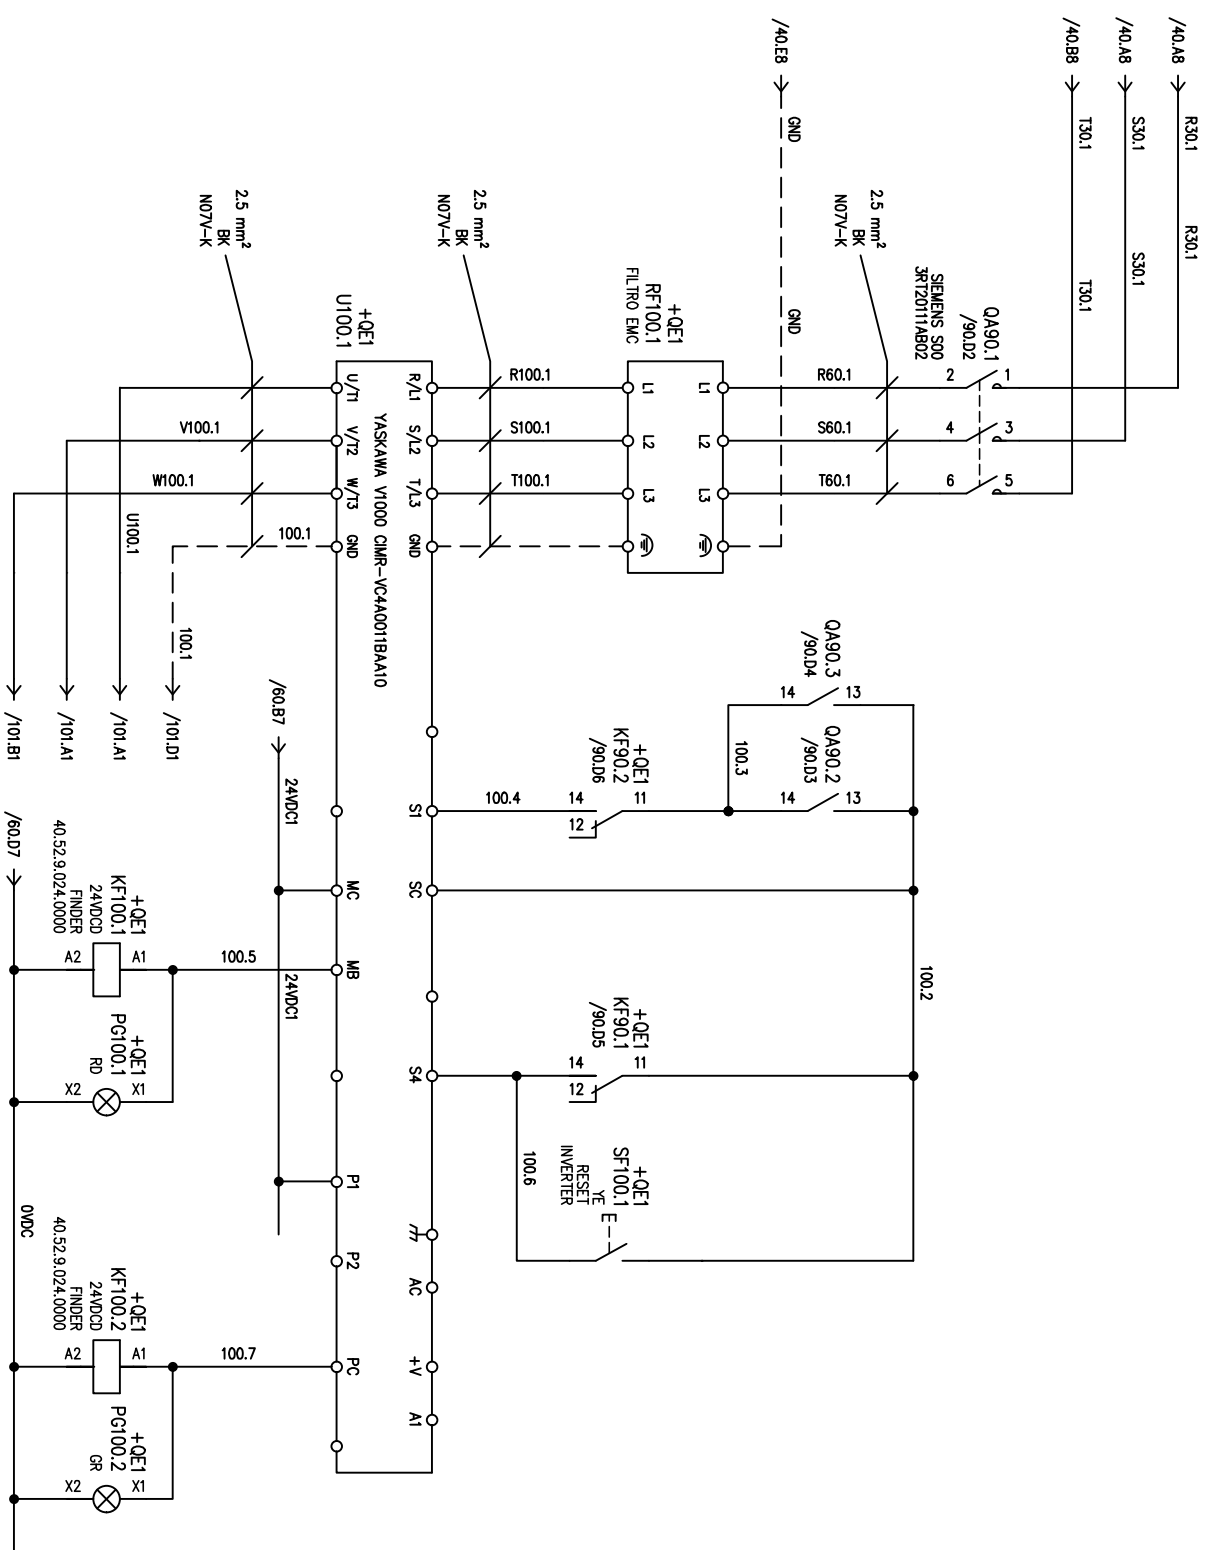 /40.A8
R30.1
R30.1
/40.A8
S30.1
S30.1
/40.B8
T30.1
T30.1
/40.E8
GND
GND
QA90.1
/90.D2
SIEMENS S00
3RT20111AB02
1
2
3
4
5
6
2.5 mm²
BK
N07V-K
R60.1
S60.1
T60.1
+QE1
RF100.1
FILTRO EMC
L1
L2
L3
L1
L2
L3
2.5 mm²
BK
N07V-K
R100.1
S100.1
T100.1
+QE1
U100.1
YASKAWA V1000 CIMR-VC4A0011BAA10
R/L1
S/L2
T/L3
GND
S1
SC
S4
AC
+V
A1
U/T1
V/T2
W/T3
GND
MC
MB
P1
P2
PC
2.5 mm²
BK
N07V-K
U100.1
V100.1
W100.1
100.1
100.1
/101.D1
/101.A1
/101.A1
/101.B1
QA90.3
/90.D4
13
14
QA90.2
/90.D3
13
14
100.3
100.2
+QE1
KF90.2
/90.D6
11
14
12
100.4
+QE1
KF90.1
/90.D5
11
14
12
+QE1
SF100.1
YE
RESET
INVERTER
100.6
/60.B7
24VDC1
24VDC1
100.5
100.7
+QE1
KF100.1
24VDCD
FINDER
40.52.9.024.0000
A1
A2
+QE1
PG100.1
RD
X1
X2
+QE1
KF100.2
24VDCD
FINDER
40.52.9.024.0000
A1
A2
+QE1
PG100.2
GR
X1
X2
/60.D7
0VDC